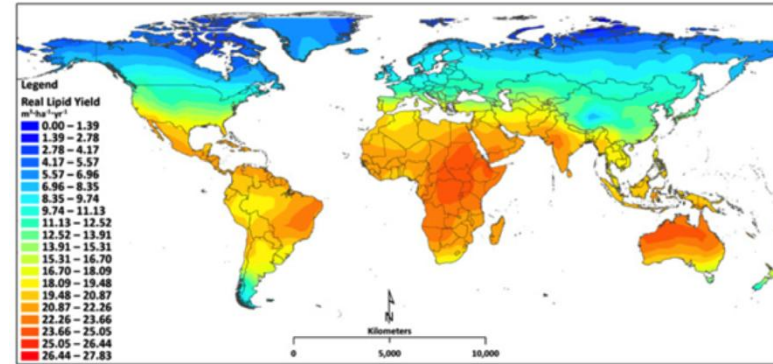 Legend
Real Lipid Yield
m³·ha⁻¹·yr⁻¹
0.00 – 1.39
1.39 – 2.78
2.78 – 4.17
4.17 – 5.57
5.57 – 6.96
6.96 – 8.35
8.35 – 9.74
9.74 – 11.13
11.13 – 12.52
12.52 – 13.91
13.91 – 15.31
15.31 – 16.70
16.70 – 18.09
18.09 – 19.48
19.48 – 20.87
20.87 – 22.26
22.26 – 23.66
23.66 – 25.05
25.05 – 26.44
26.44 – 27.83
N
Kilometers
0 5,000 10,000